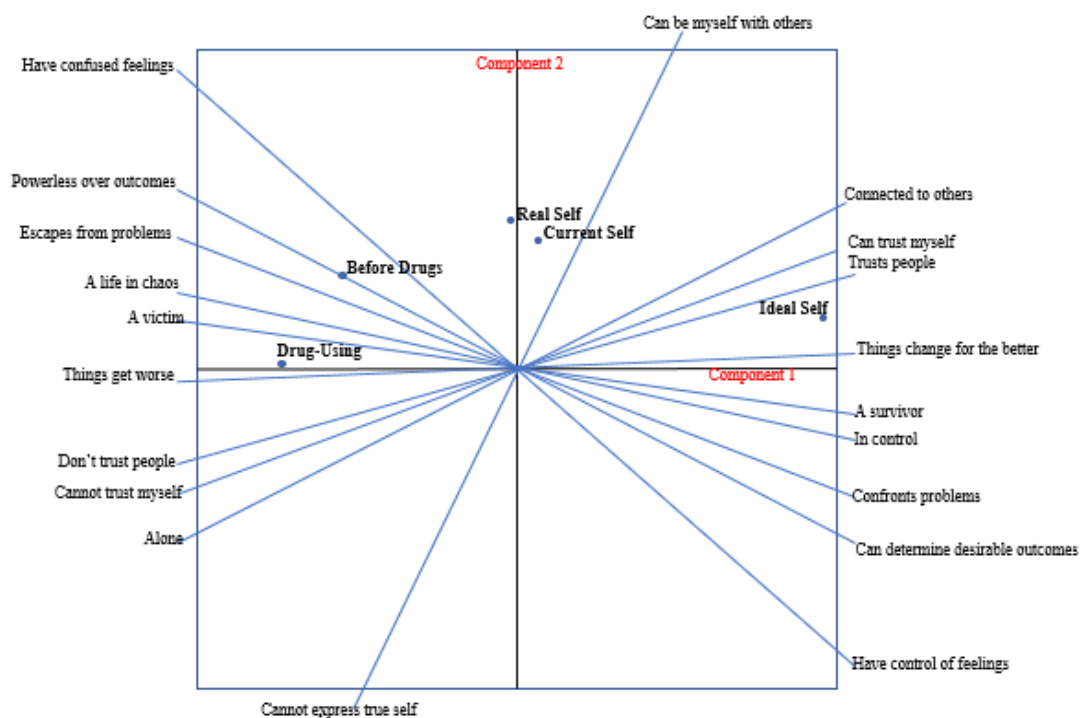 Can be myself with others
Component 2
Have confused feelings
Powerless over outcomes
Connected to others
Real Self
Escapes from problems
Current Self
Can trust myself
Trusts people
Before Drugs
A life in chaos
Ideal Self
A victim
Drug-Using
Things change for the better
Things get worse
Component 1
A survivor
In control
Don't trust people
Cannot trust myself
Confronts problems
Alone
Can determine desirable outcomes
Have control of feelings
Cannot express true self